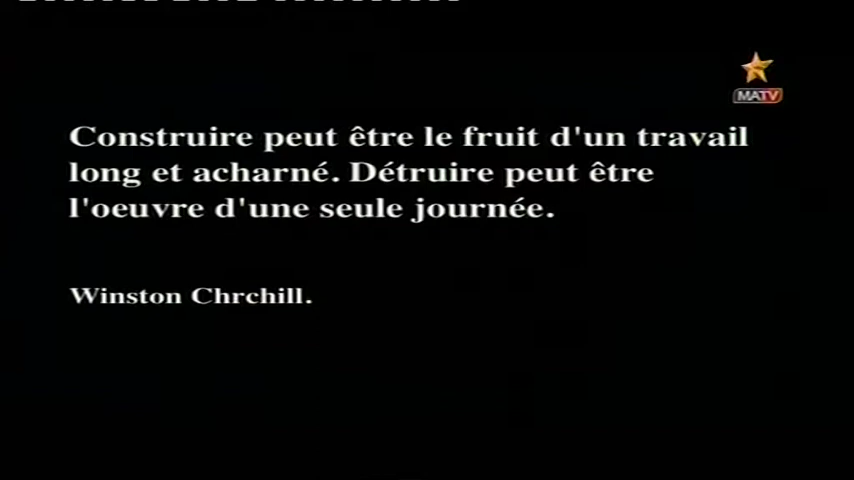 MATV
Construire peut être le fruit d'un travail
long et acharné. Détruire peut être
l'oeuvre d'une seule journée.
Winston Chrchill.